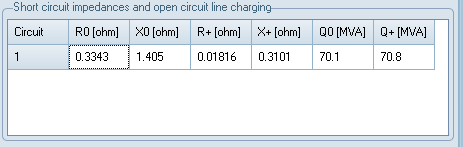 Short circuit impedances and open circuit line charging
Circuit R0 [ohm] X0 [ohm] R+ [ohm] X+ [ohm] Q0 [MVA] Q+ [MVA]
1 0.3343 1.405 0.01816 0.3101 70.1 70.8